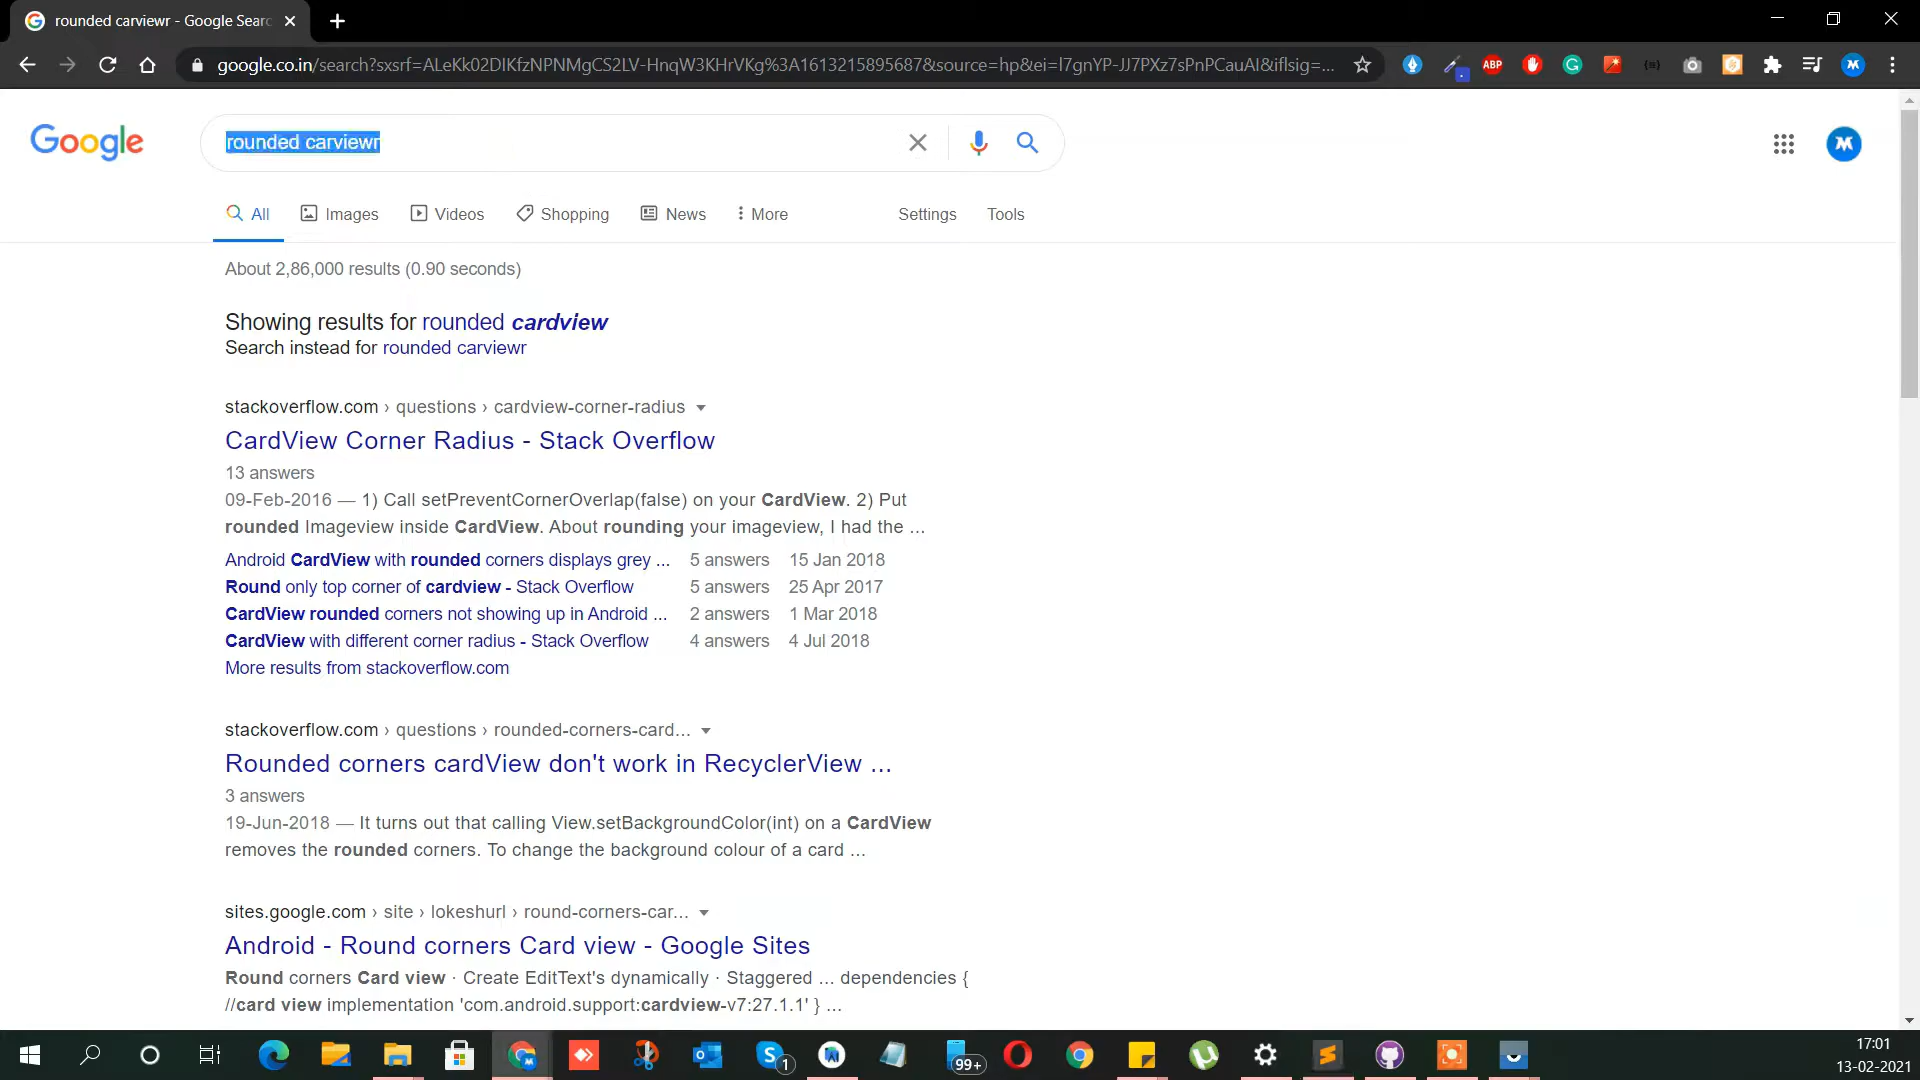 rounded carviewr - Google Searc
google.co.in/search?sxsrf=ALeKk02DIKfzNPNMgCS2LV-HnqW3KHrVKg%3A1613215895687&source=hp&ei=I7gnYP-JJ7PXz7sPnPCauAI&iflsig=...
ABP
Google
rounded carviewr
All
Images
Videos
Shopping
News
More
Settings
Tools
About 2,86,000 results (0.90 seconds)
Showing results for rounded cardview
Search instead for rounded carviewr
stackoverflow.com › questions › cardview-corner-radius
CardView Corner Radius - Stack Overflow
13 answers
09-Feb-2016 — 1) Call setPreventCornerOverlap(false) on your CardView. 2) Put
rounded Imageview inside CardView. About rounding your imageview, I had the ...
Android CardView with rounded corners displays grey ... 5 answers 15 Jan 2018
Round only top corner of cardview - Stack Overflow 5 answers 25 Apr 2017
CardView rounded corners not showing up in Android ... 2 answers 1 Mar 2018
CardView with different corner radius - Stack Overflow 4 answers 4 Jul 2018
More results from stackoverflow.com
stackoverflow.com › questions › rounded-corners-card...
Rounded corners cardView don't work in RecyclerView ...
3 answers
19-Jun-2018 — It turns out that calling View.setBackgroundColor(int) on a CardView
removes the rounded corners. To change the background colour of a card ...
sites.google.com › site › lokeshurl › round-corners-car...
Android - Round corners Card view - Google Sites
Round corners Card view · Create EditText's dynamically · Staggered ... dependencies {
//card view implementation 'com.android.support:cardview-v7:27.1.1' } ...
1
99+
17:01
13-02-2021